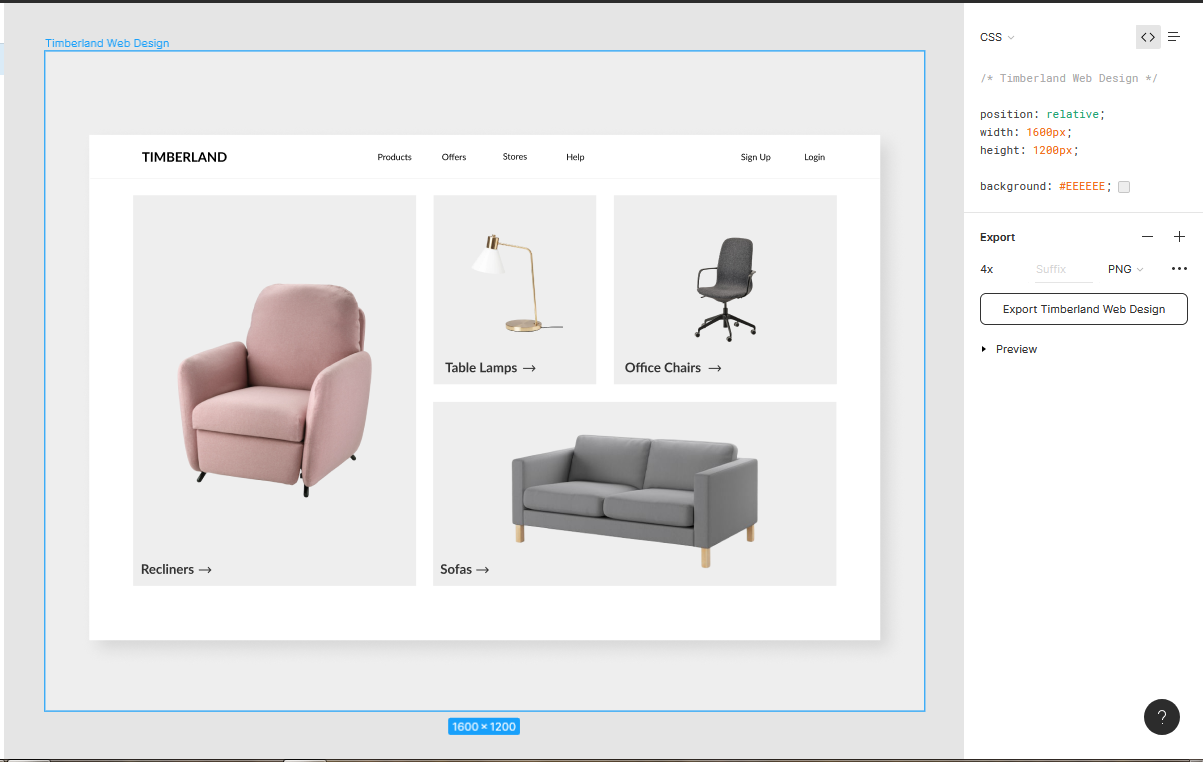 Timberland Web Design
TIMBERLAND
Products
Offers
Stores
Help
Sign Up
Login
Table Lamps →
Office Chairs →
Recliners →
Sofas →
1600 × 1200
CSS
<>
/* Timberland Web Design */
position: relative;
width: 1600px;
height: 1200px;
background: #EEEEEE;
Export
4x
Suffix
PNG
Export Timberland Web Design
Preview
?